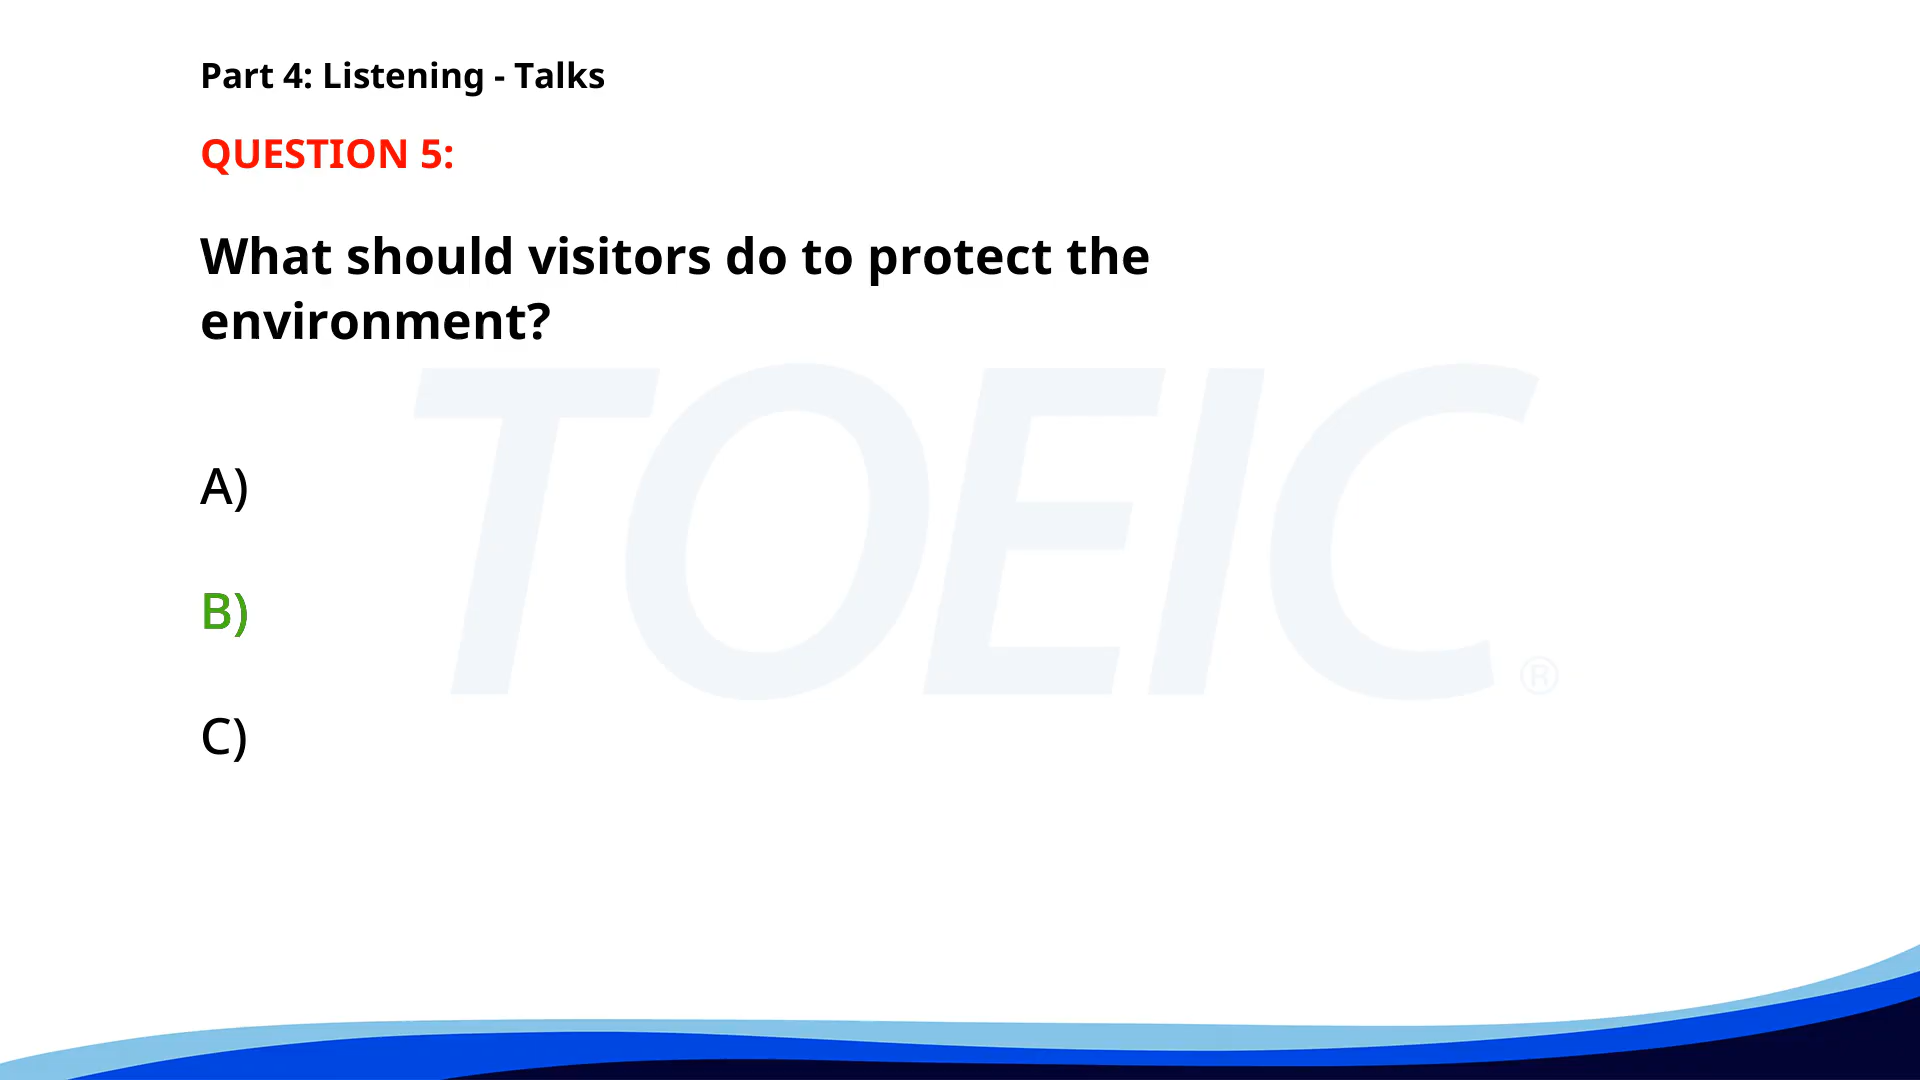 Part 4: Listening - Talks
QUESTION 5:
What should visitors do to protect the
environment?
TOEIC®
A)
B)
C)